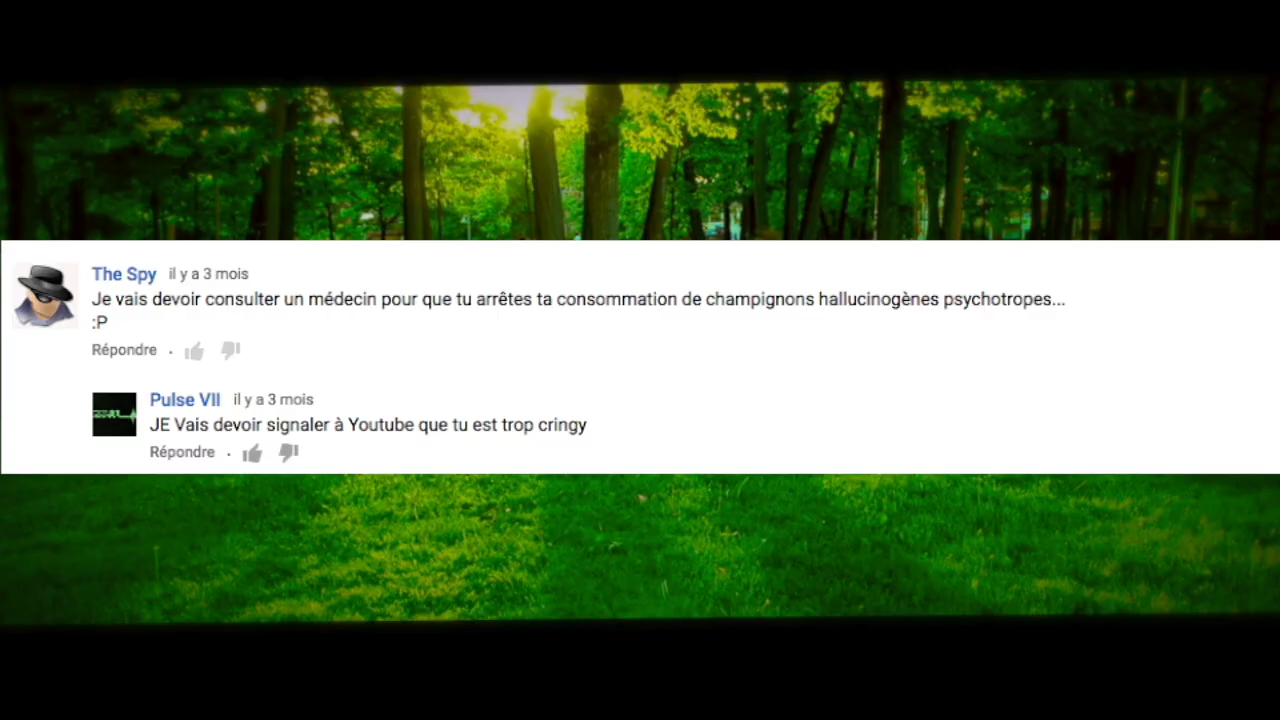 The Spy il y a 3 mois
Je vais devoir consulter un médecin pour que tu arrêtes ta consommation de champignons hallucinogènes psychotropes...
:P
Répondre .
Pulse VII il y a 3 mois
JE Vais devoir signaler à Youtube que tu est trop cringy
Répondre .